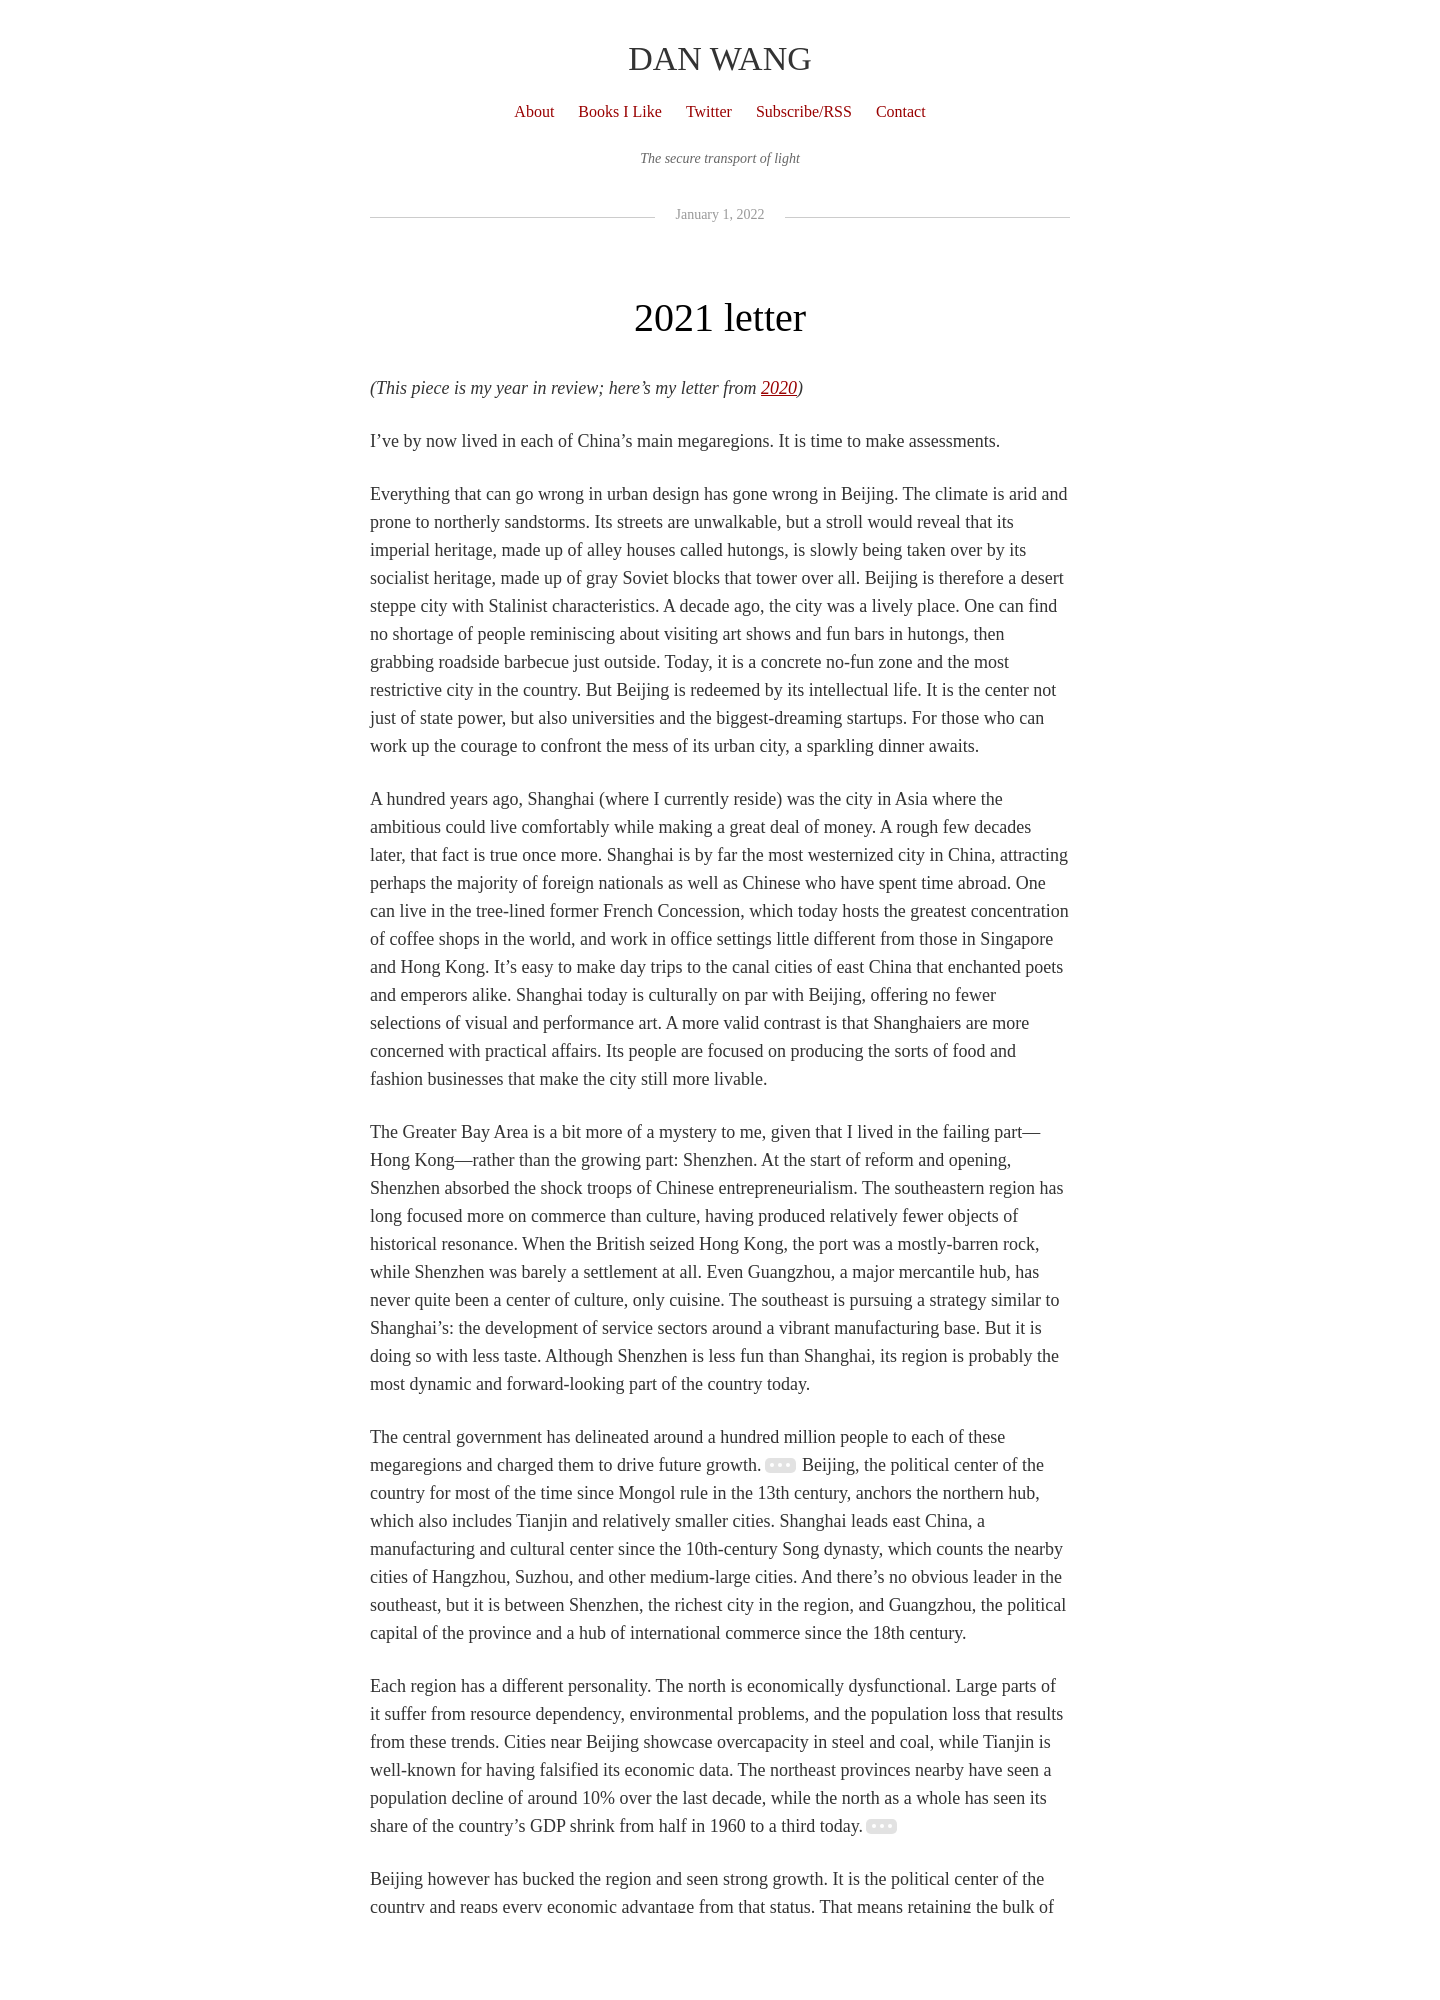 DAN WANG
About Books I Like Twitter Subscribe/RSS Contact
The secure transport of light
January 1, 2022
2021 letter
(This piece is my year in review; here’s my letter from 2020)
I’ve by now lived in each of China’s main megaregions. It is time to make assessments.
Everything that can go wrong in urban design has gone wrong in Beijing. The climate is arid and
prone to northerly sandstorms. Its streets are unwalkable, but a stroll would reveal that its
imperial heritage, made up of alley houses called hutongs, is slowly being taken over by its
socialist heritage, made up of gray Soviet blocks that tower over all. Beijing is therefore a desert
steppe city with Stalinist characteristics. A decade ago, the city was a lively place. One can find
no shortage of people reminiscing about visiting art shows and fun bars in hutongs, then
grabbing roadside barbecue just outside. Today, it is a concrete no-fun zone and the most
restrictive city in the country. But Beijing is redeemed by its intellectual life. It is the center not
just of state power, but also universities and the biggest-dreaming startups. For those who can
work up the courage to confront the mess of its urban city, a sparkling dinner awaits.
A hundred years ago, Shanghai (where I currently reside) was the city in Asia where the
ambitious could live comfortably while making a great deal of money. A rough few decades
later, that fact is true once more. Shanghai is by far the most westernized city in China, attracting
perhaps the majority of foreign nationals as well as Chinese who have spent time abroad. One
can live in the tree-lined former French Concession, which today hosts the greatest concentration
of coffee shops in the world, and work in office settings little different from those in Singapore
and Hong Kong. It’s easy to make day trips to the canal cities of east China that enchanted poets
and emperors alike. Shanghai today is culturally on par with Beijing, offering no fewer
selections of visual and performance art. A more valid contrast is that Shanghaiers are more
concerned with practical affairs. Its people are focused on producing the sorts of food and
fashion businesses that make the city still more livable.
The Greater Bay Area is a bit more of a mystery to me, given that I lived in the failing part—
Hong Kong—rather than the growing part: Shenzhen. At the start of reform and opening,
Shenzhen absorbed the shock troops of Chinese entrepreneurialism. The southeastern region has
long focused more on commerce than culture, having produced relatively fewer objects of
historical resonance. When the British seized Hong Kong, the port was a mostly-barren rock,
while Shenzhen was barely a settlement at all. Even Guangzhou, a major mercantile hub, has
never quite been a center of culture, only cuisine. The southeast is pursuing a strategy similar to
Shanghai’s: the development of service sectors around a vibrant manufacturing base. But it is
doing so with less taste. Although Shenzhen is less fun than Shanghai, its region is probably the
most dynamic and forward-looking part of the country today.
The central government has delineated around a hundred million people to each of these
megaregions and charged them to drive future growth. Beijing, the political center of the
country for most of the time since Mongol rule in the 13th century, anchors the northern hub,
which also includes Tianjin and relatively smaller cities. Shanghai leads east China, a
manufacturing and cultural center since the 10th-century Song dynasty, which counts the nearby
cities of Hangzhou, Suzhou, and other medium-large cities. And there’s no obvious leader in the
southeast, but it is between Shenzhen, the richest city in the region, and Guangzhou, the political
capital of the province and a hub of international commerce since the 18th century.
Each region has a different personality. The north is economically dysfunctional. Large parts of
it suffer from resource dependency, environmental problems, and the population loss that results
from these trends. Cities near Beijing showcase overcapacity in steel and coal, while Tianjin is
well-known for having falsified its economic data. The northeast provinces nearby have seen a
population decline of around 10% over the last decade, while the north as a whole has seen its
share of the country’s GDP shrink from half in 1960 to a third today.
Beijing however has bucked the region and seen strong growth. It is the political center of the
country and reaps every economic advantage from that status. That means retaining the bulk of